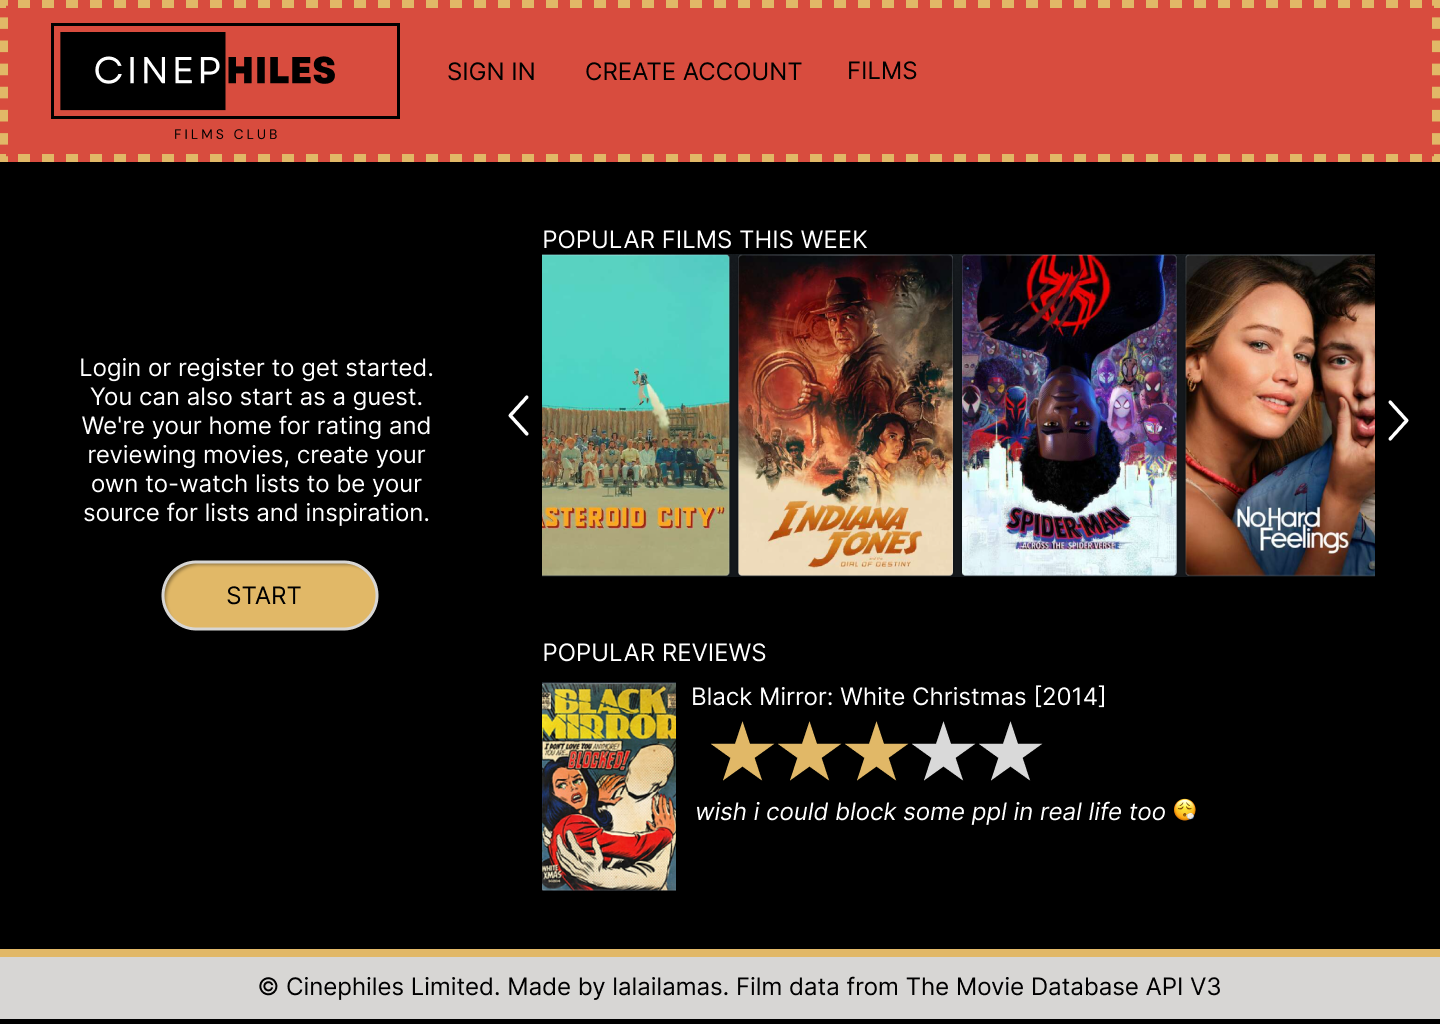 CINEPHILES
FILMS CLUB
SIGN IN
CREATE ACCOUNT
FILMS
Login or register to get started.
You can also start as a guest.
We're your home for rating and
reviewing movies, create your
own to-watch lists to be your
source for lists and inspiration.
START
POPULAR FILMS THIS WEEK
ASTEROID CITY"
INDIANA
JONES
DIAL OF DESTINY
SPIDER-MAN
ACROSS THE SPIDER-VERSE
No Hard
Feelings
POPULAR REVIEWS
BLACK
MIRROR
I DON'T LOVE YOU ANYMORE!
YOU ARE...
BLOCKED!
WHITE
XMAS
Black Mirror: White Christmas [2014]
wish i could block some ppl in real life too 😮‍💨
© Cinephiles Limited. Made by lalailamas. Film data from The Movie Database API V3